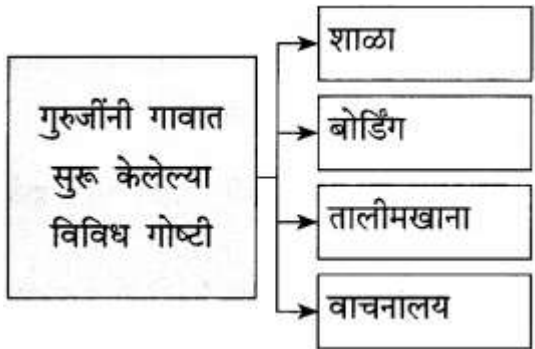 गुरुजींनी गावात
सुरू केलेल्या
विविध गोष्टी
शाळा
बोर्डिंग
तालीमखाना
वाचनालय